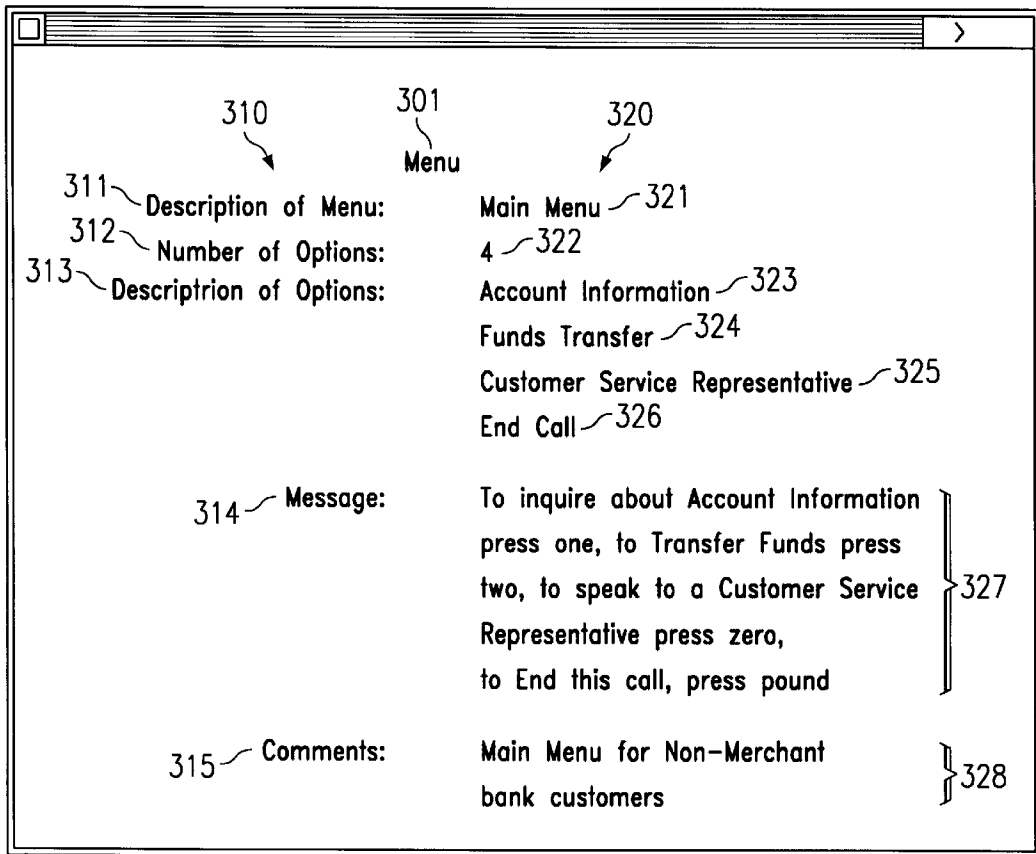 >
310 301 320
Menu
311 Description of Menu: Main Menu 321
312 Number of Options: 4 322
313 Descriptrion of Options: Account Information 323
Funds Transfer 324
Customer Service Representative 325
End Call 326
314 Message: To inquire about Account Information
press one, to Transfer Funds press
two, to speak to a Customer Service 327
Representative press zero,
to End this call, press pound
315 Comments: Main Menu for Non-Merchant
bank customers 328